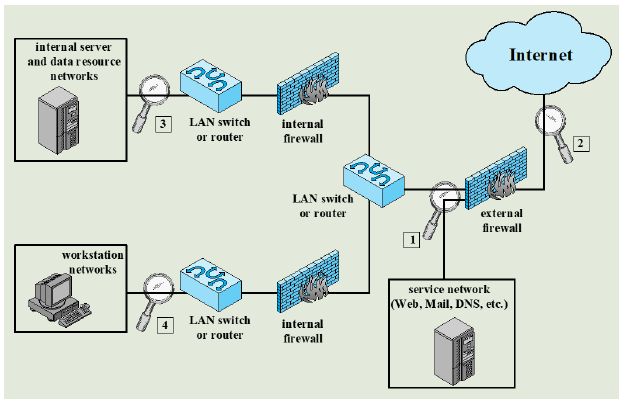 internal server
and data resource
networks
3
LAN switch
or router
internal
firewall
Internet
2
LAN switch
or router
1
external
firewall
workstation
networks
4
LAN switch
or router
internal
firewall
service network
(Web, Mail, DNS, etc.)